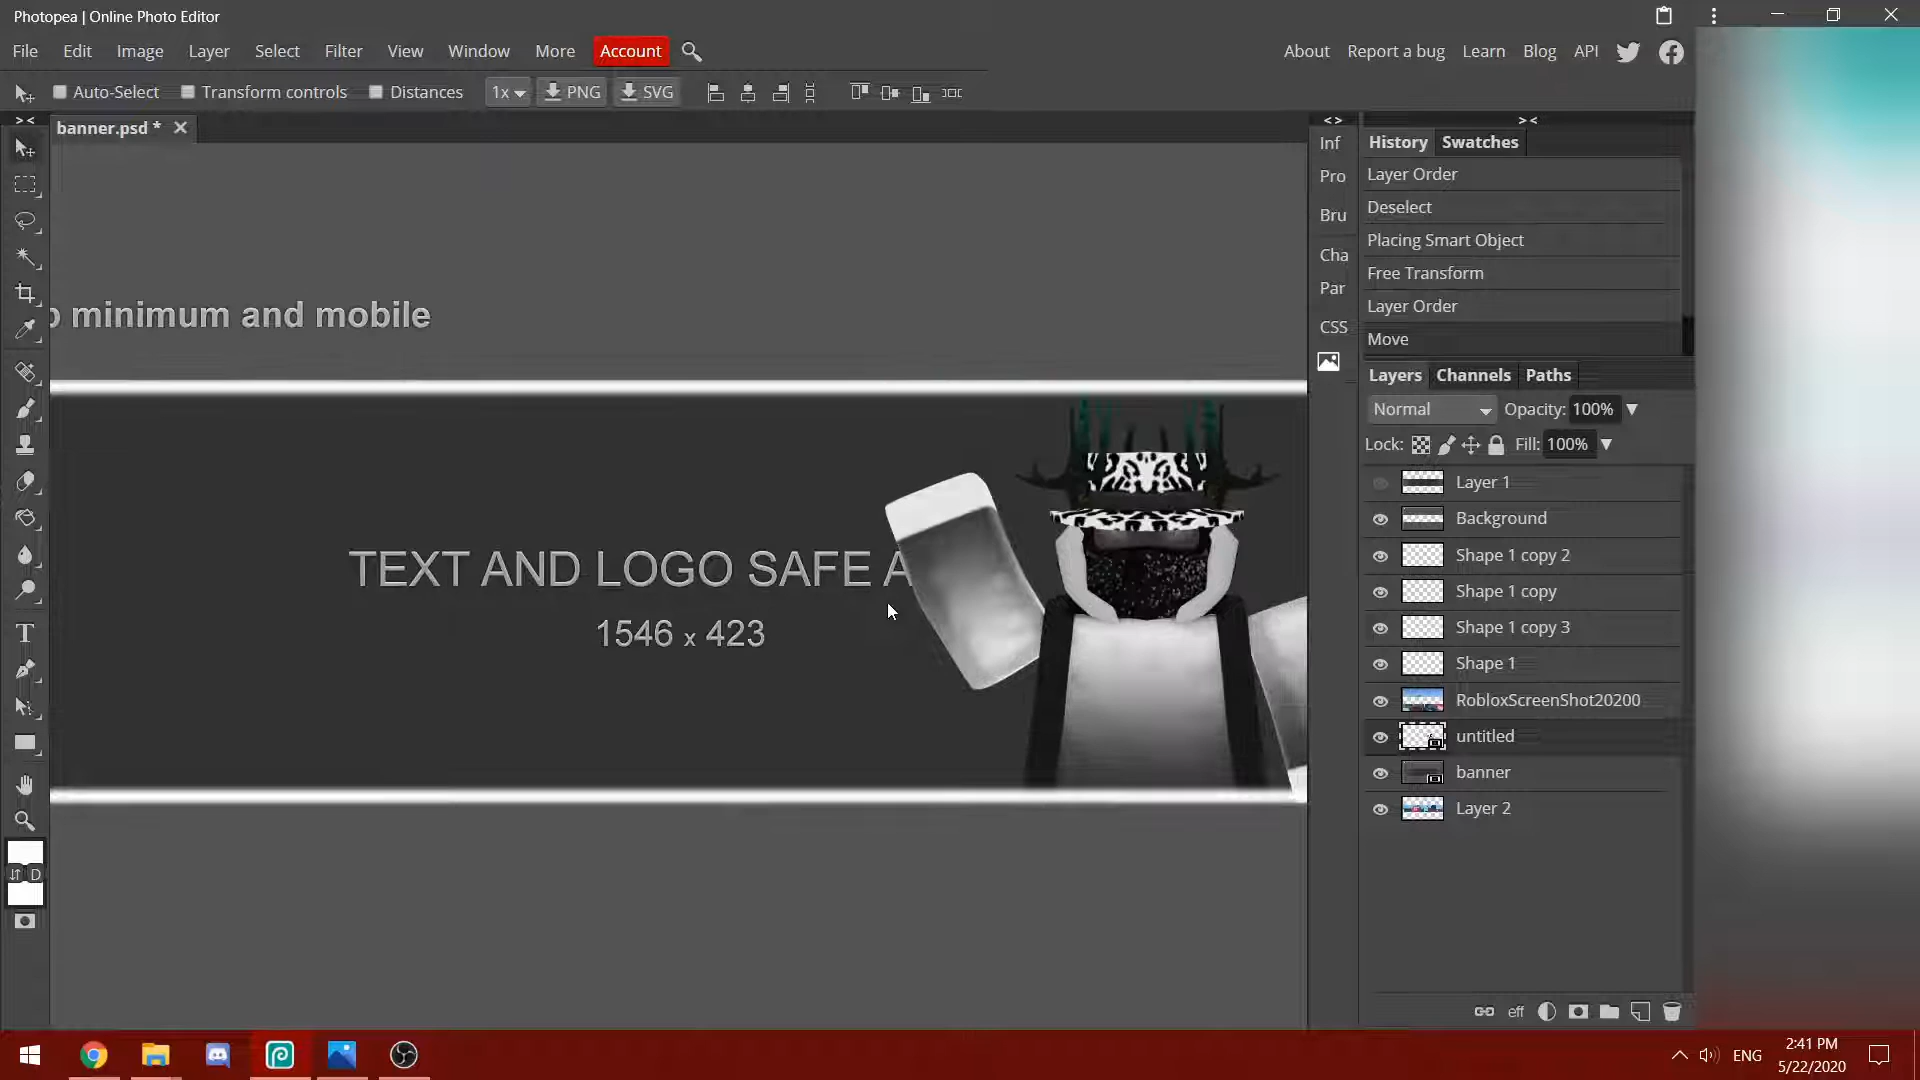 Photopea | Online Photo Editor
File Edit Image Layer Select Filter View Window More Account
About Report a bug Learn Blog API
Auto-Select Transform controls Distances 1x PNG SVG
> < banner.psd *
< > > <
minimum and mobile
TEXT AND LOGO SAFE A
1546 x 423
Inf
Pro
Bru
Cha
Par
CSS
History Swatches
Layer Order
Deselect
Placing Smart Object
Free Transform
Layer Order
Move
Layers Channels Paths
Normal Opacity: 100%
Lock: Fill: 100%
Layer 1
Background
Shape 1 copy 2
Shape 1 copy
Shape 1 copy 3
Shape 1
RobloxScreenShot20200
untitled
banner
Layer 2
D
eff
ENG
2:41 PM
5/22/2020